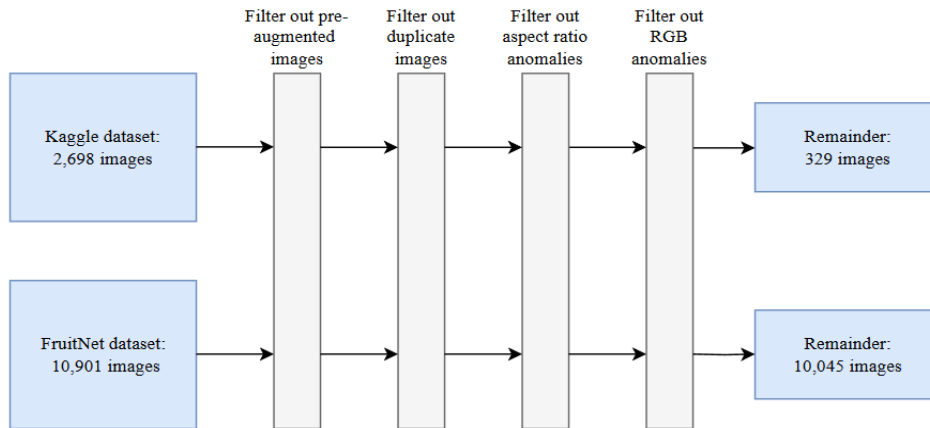 Filter out pre-
augmented
images
Filter out
duplicate
images
Filter out
aspect ratio
anomalies
Filter out
RGB
anomalies
Kaggle dataset:
2,698 images
Remainder:
329 images
FruitNet dataset:
10,901 images
Remainder:
10,045 images